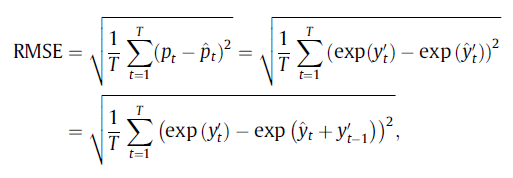 RMSE = \sqrt{\frac{1}{T}\sum_{t=1}^{T}(p_t - \hat{p}_t)^2} = \sqrt{\frac{1}{T}\sum_{t=1}^{T}(\exp(y'_t) - \exp(\hat{y}'_t))^2}
= \sqrt{\frac{1}{T}\sum_{t=1}^{T}(\exp(y'_t) - \exp(\hat{y}_t + y'_{t-1}))^2},